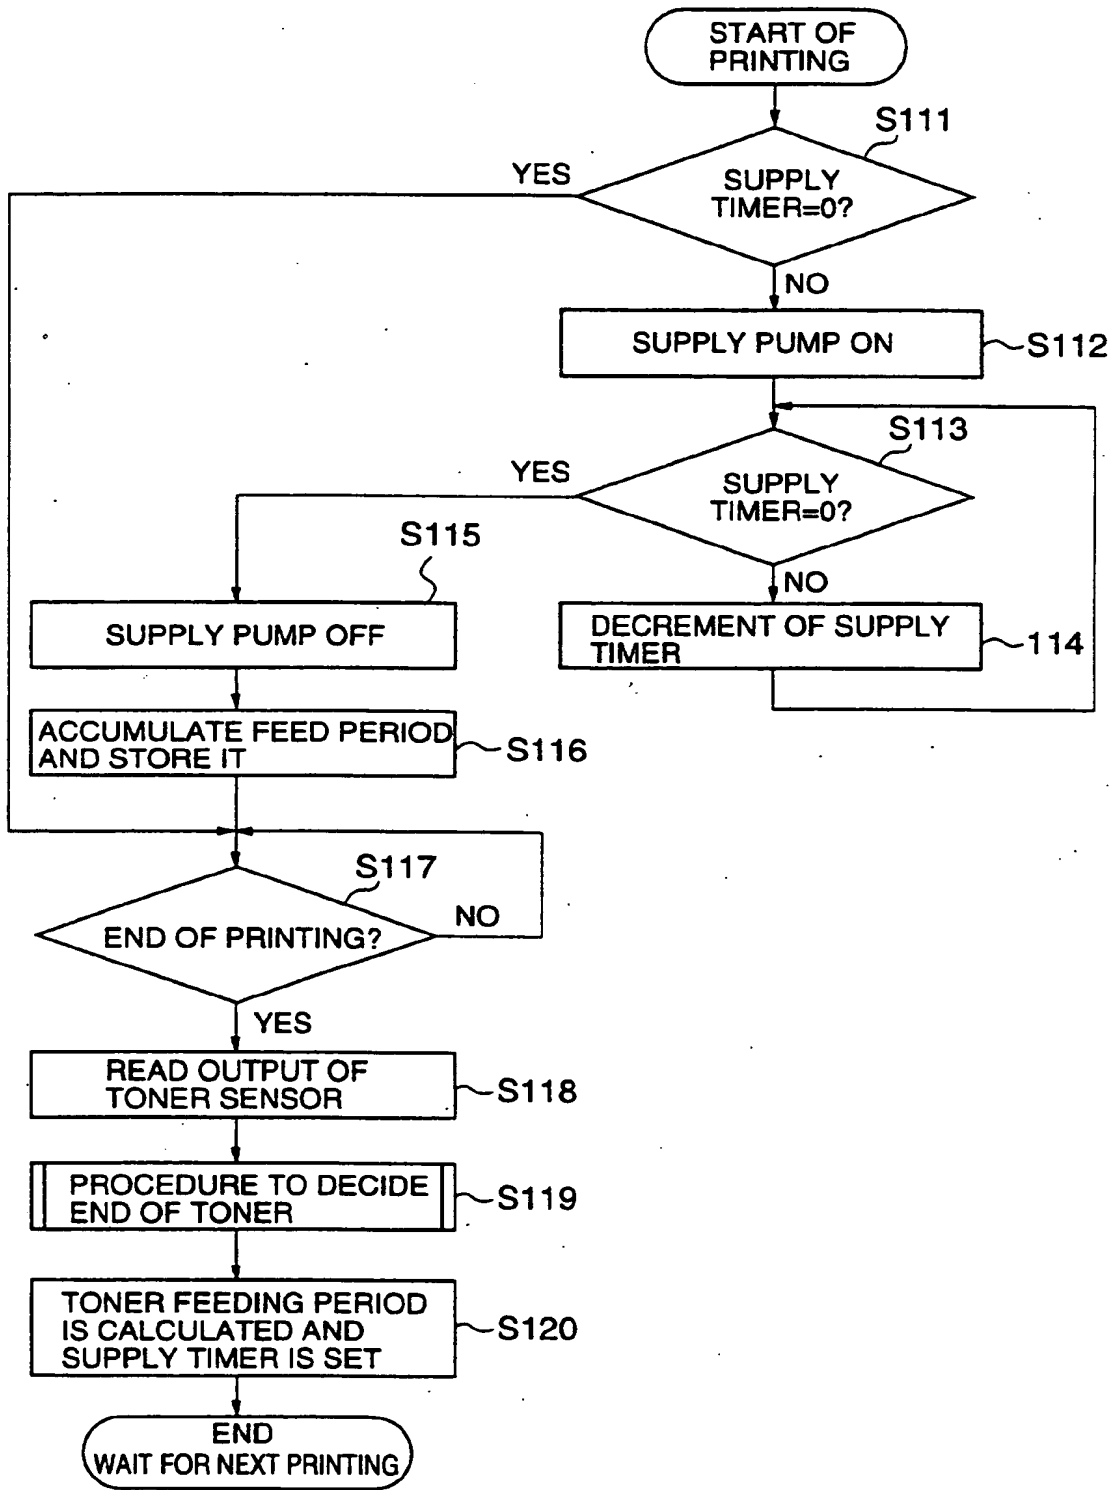 START OF
PRINTING
S111
YES
SUPPLY
TIMER=0?
NO
SUPPLY PUMP ON
S112
S113
YES
SUPPLY
TIMER=0?
NO
S115
SUPPLY PUMP OFF
DECREMENT OF SUPPLY
TIMER
114
ACCUMULATE FEED PERIOD
AND STORE IT
S116
S117
END OF PRINTING?
NO
YES
READ OUTPUT OF
TONER SENSOR
S118
PROCEDURE TO DECIDE
END OF TONER
S119
TONER FEEDING PERIOD
IS CALCULATED AND
SUPPLY TIMER IS SET
S120
END
WAIT FOR NEXT PRINTING